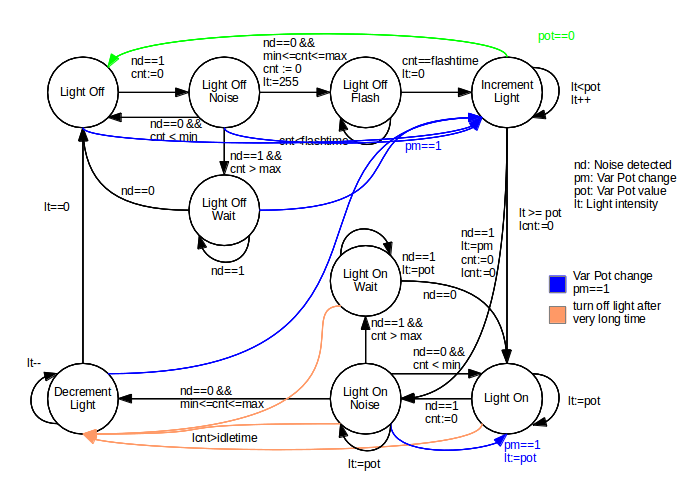 pot==0
nd==1
cnt:=0
nd==0 &&
min<=cnt<=max
cnt := 0
lt:=255
cnt==flashtime
lt:=0
Light Off
Light Off
Noise
Light Off
Flash
Increment
Light
lt<pot
lt++
nd==0 &&
cnt < min
cnt<flashtime
pm==1
nd==1 &&
cnt > max
nd: Noise detected
pm: Var Pot change
pot: Var Pot value
lt: Light intensity
nd==0
Light Off
Wait
lt==0
nd==1
lt >= pot
lcnt:=0
nd==1
lt:=pm
cnt:=0
lcnt:=0
Light On
Wait
nd==1
lt:=pot
nd==0
Var Pot change
pm==1
turn off light after
very long time
nd==1 &&
cnt > max
nd==0 &&
cnt < min
lt--
Decrement
Light
nd==0 &&
min<=cnt<=max
Light On
Noise
nd==1
cnt:=0
Light On
lt:=pot
lcnt>idletime
pm==1
lt:=pot
lt:=pot